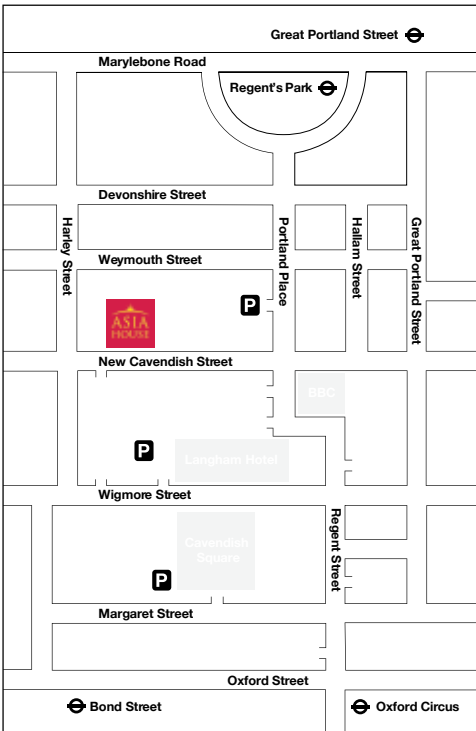 Great Portland Street
Marylebone Road
Regent's Park
Devonshire Street
Harley Street
Portland Place
Hallam Street
Great Portland Street
Weymouth Street
P
ASIA
HOUSE
New Cavendish Street
BBC
P
Langham Hotel
Wigmore Street
Regent Street
Cavendish
Square
P
Margaret Street
Oxford Street
Bond Street
Oxford Circus